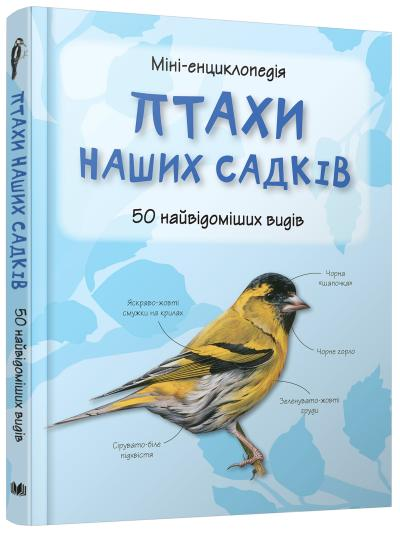 Міні-енциклопедія
ПТАХИ
НАШИХ САДКІВ
50 найвідоміших видів
Чорна
«шапочка»
Яскраво-жовті
смужки на крилах
Чорне горло
Зеленувато-жовті
груди
Сірувато-біле
підхвістя
ПТАХИ НАШИХ САДКІВ
50 найвідоміших видів